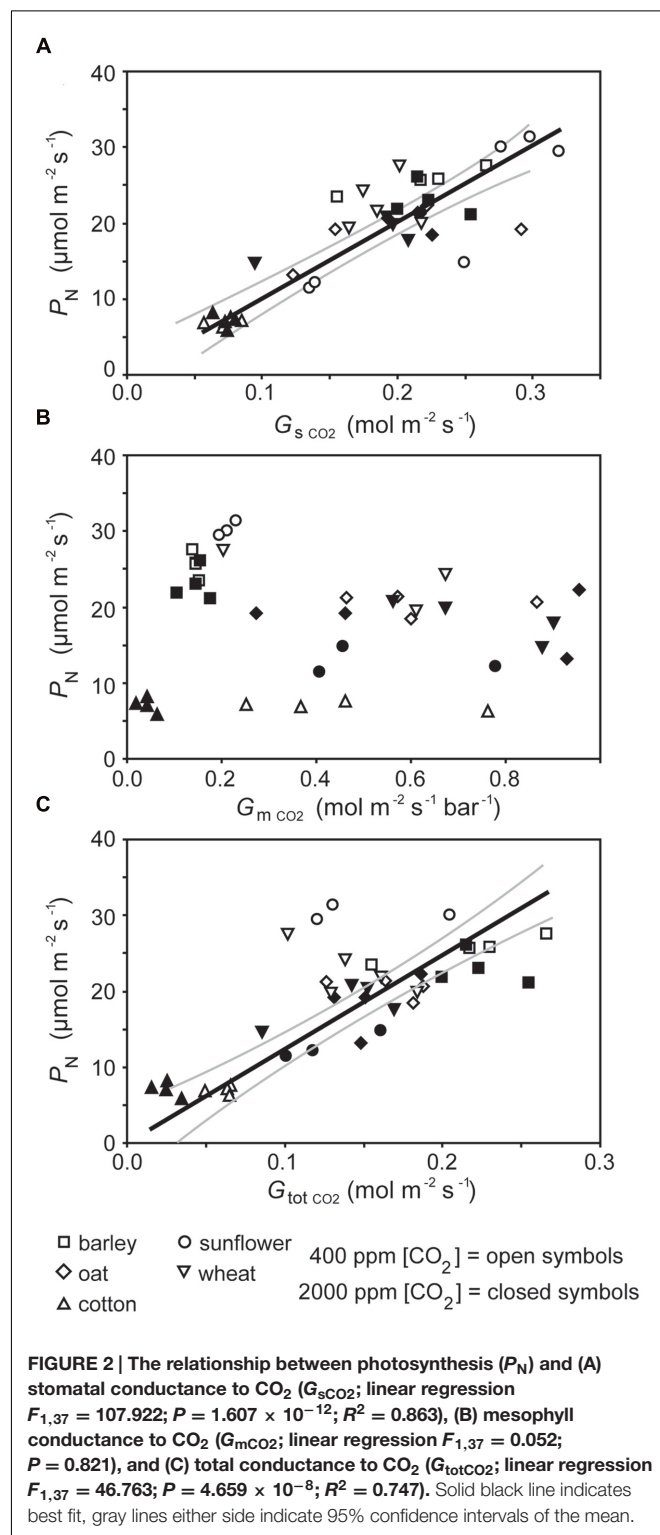 A
40
30
20
10
0
P_N (µmol m⁻² s⁻¹)
0.0 0.1 0.2 0.3
G_s CO2 (mol m⁻² s⁻¹)
B
40
30
20
10
0
P_N (µmol m⁻² s⁻¹)
0.0 0.2 0.4 0.6 0.8
G_m CO2 (mol m⁻² s⁻¹ bar⁻¹)
C
40
30
20
10
0
P_N (µmol m⁻² s⁻¹)
0.0 0.1 0.2 0.3
G_tot CO2 (mol m⁻² s⁻¹)
barley
oat
cotton
sunflower
wheat
400 ppm [CO₂] = open symbols
2000 ppm [CO₂] = closed symbols
FIGURE 2 | The relationship between photosynthesis (P_N) and (A)
stomatal conductance to CO₂ (G_sCO2; linear regression
F₁,₃₇ = 107.922; P = 1.607 × 10⁻¹²; R² = 0.863), (B) mesophyll
conductance to CO₂ (G_mCO2; linear regression F₁,₃₇ = 0.052;
P = 0.821), and (C) total conductance to CO₂ (G_totCO2; linear regression
F₁,₃₇ = 46.763; P = 4.659 × 10⁻⁸; R² = 0.747). Solid black line indicates
best fit, gray lines either side indicate 95% confidence intervals of the mean.